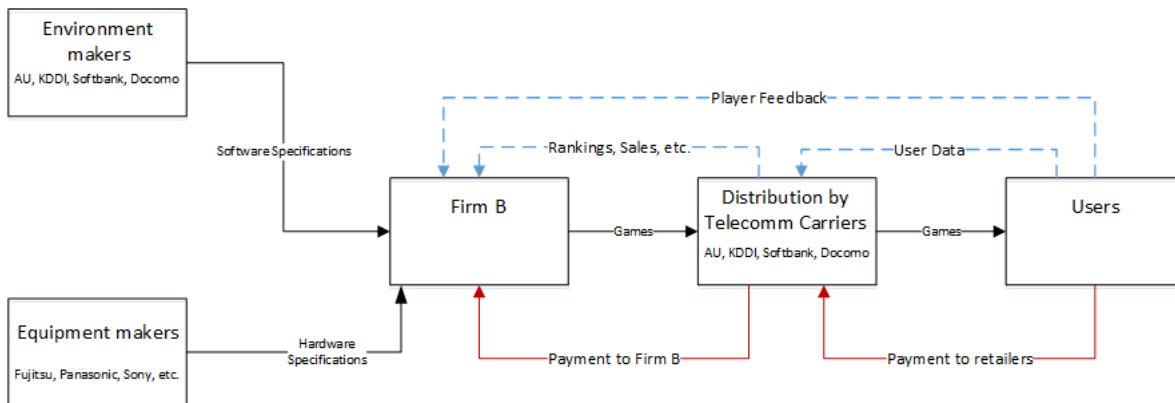 Environment
makers
AU, KDDI, Softbank, Docomo
Player Feedback
Software Specifications
Rankings, Sales, etc.
User Data
Firm B
Distribution by
Telecomm Carriers
AU, KDDI, Softbank, Docomo
Users
Games
Games
Equipment makers
Fujitsu, Panasonic, Sony, etc.
Hardware
Specifications
Payment to Firm B
Payment to retailers